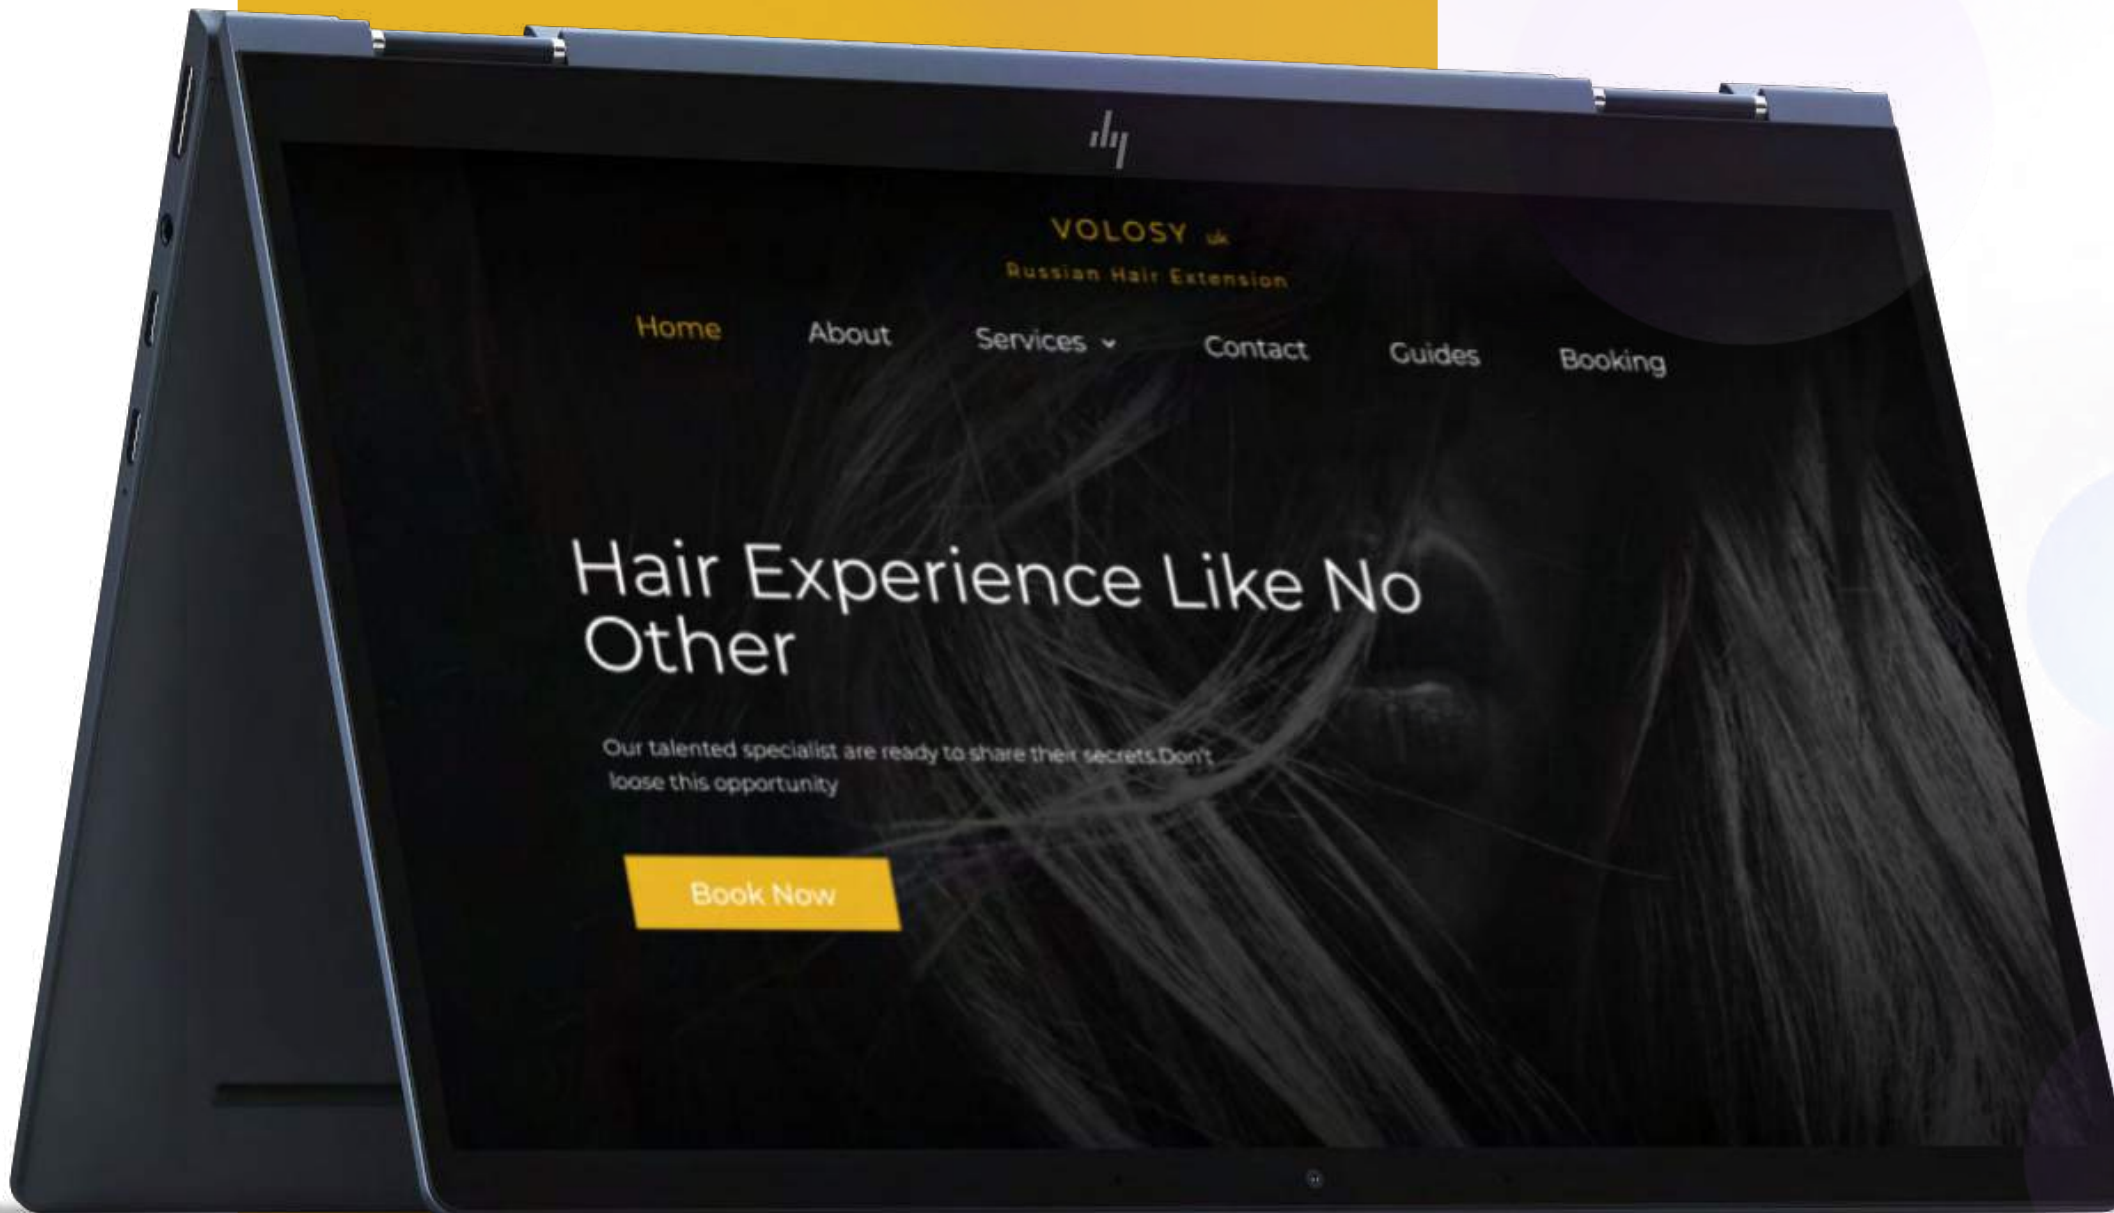 hp
VOLOSY uk
Russian Hair Extension
Home About Services Contact Guides Booking
Hair Experience Like No
Other
Our talented specialist are ready to share their secrets.Don't
loose this opportunity
Book Now